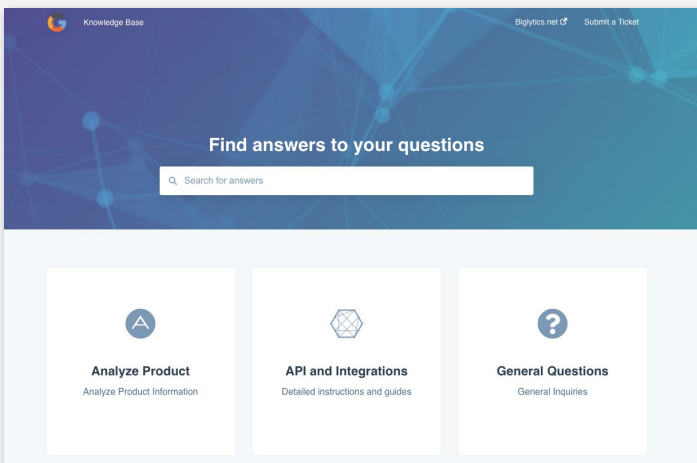 Knowledge Base
Biglytics.net
Submit a Ticket
Find answers to your questions
Search for answers
Analyze Product
Analyze Product Information
API and Integrations
Detailed instructions and guides
General Questions
General Inquiries